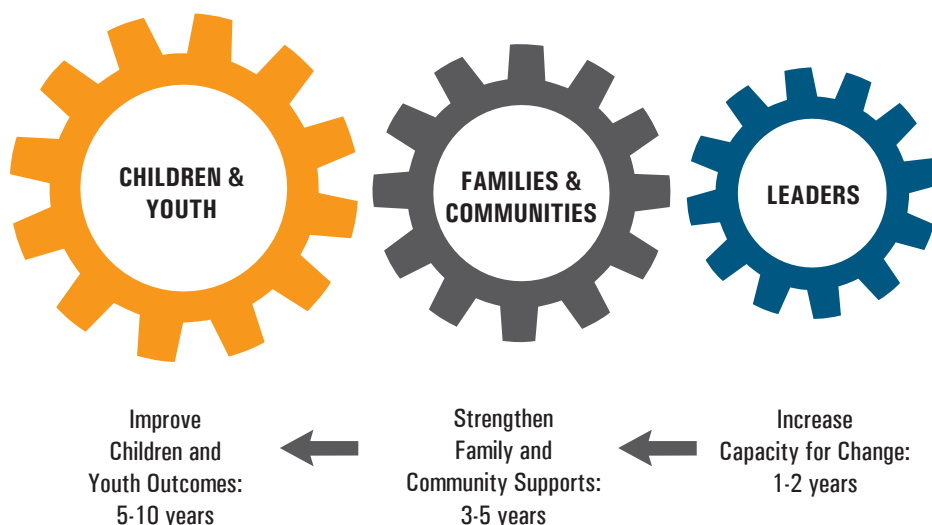 CHILDREN &
YOUTH
FAMILIES &
COMMUNITIES
LEADERS
Improve
Children and
Youth Outcomes:
5-10 years
Strengthen
Family and
Community Supports:
3-5 years
Increase
Capacity for Change:
1-2 years